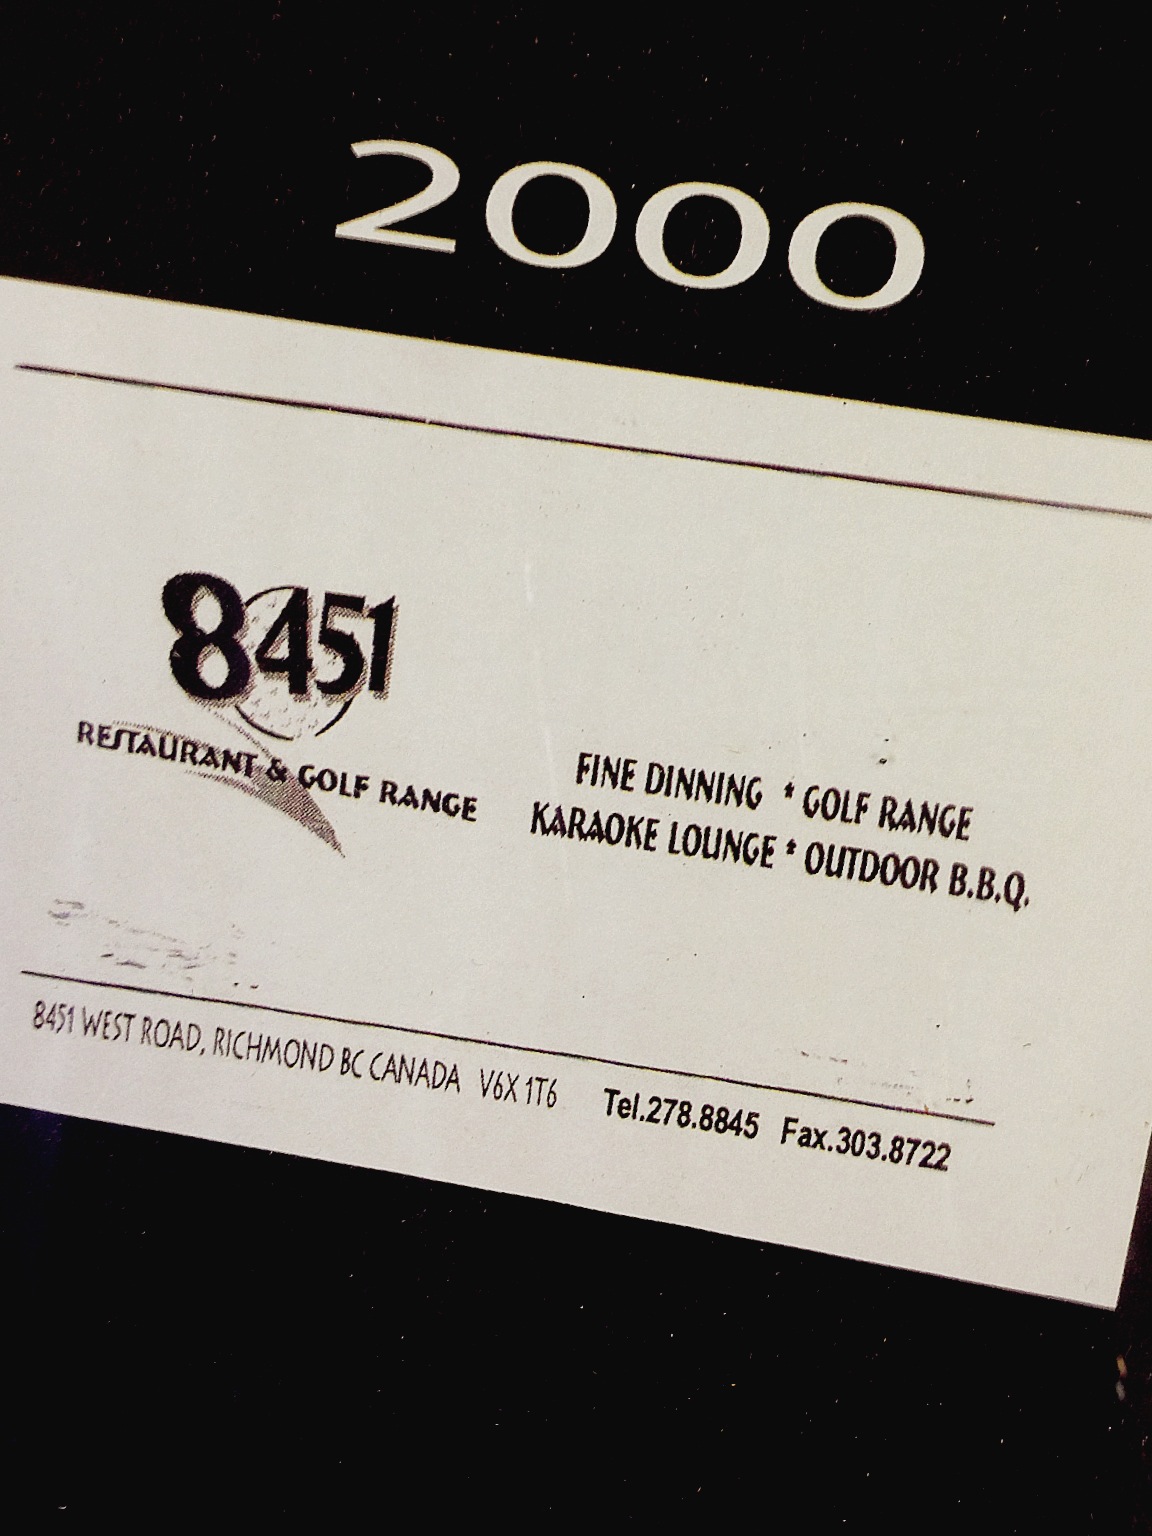 2000
8451
RESTAURANT & GOLF RANGE
FINE DINNING * GOLF RANGE
KARAOKE LOUNGE * OUTDOOR B.B.Q.
8451 WEST ROAD, RICHMOND BC CANADA V6X 1T6 Tel.278.8845 Fax.303.8722